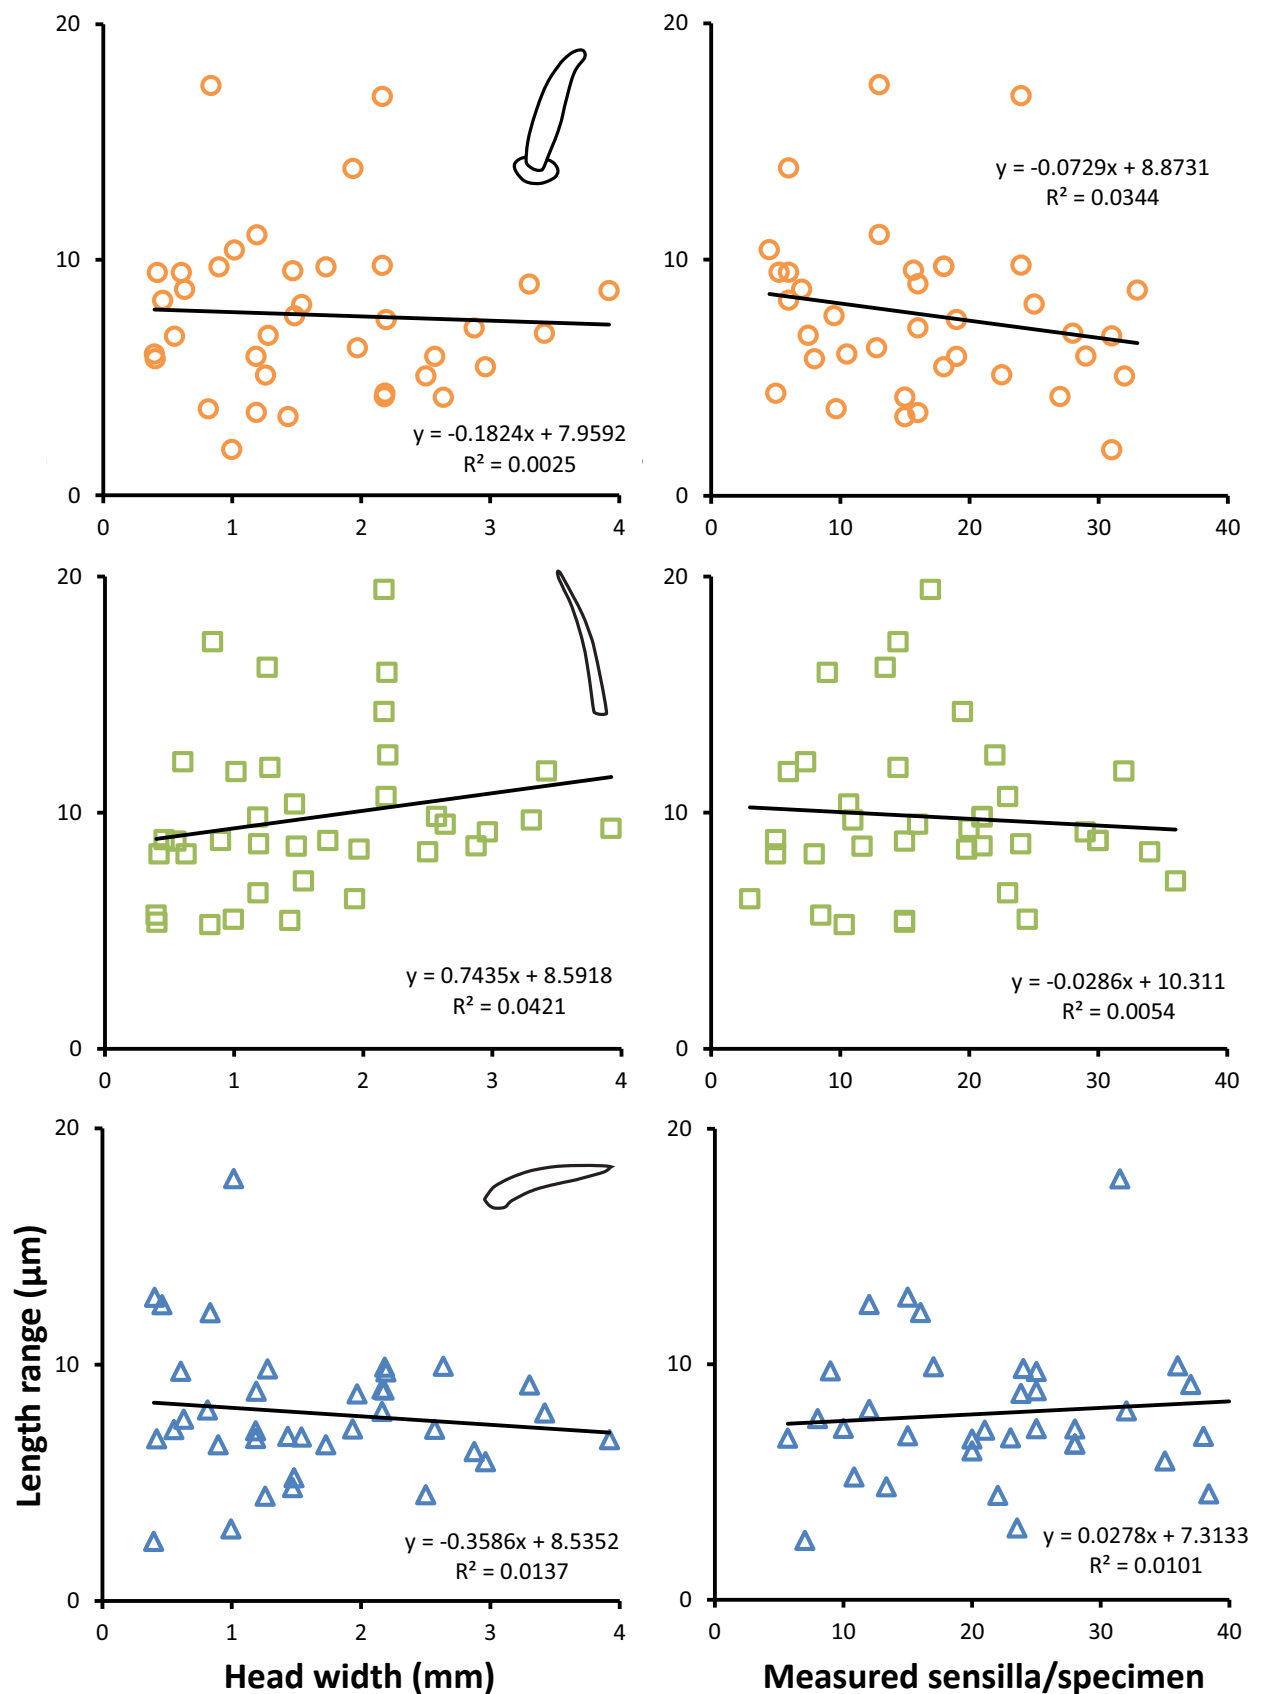 20
10
0
0 1 2 3 4
y = -0.1824x + 7.9592
R² = 0.0025
20
10
0
0 10 20 30 40
y = -0.0729x + 8.8731
R² = 0.0344
20
10
0
0 1 2 3 4
y = 0.7435x + 8.5918
R² = 0.0421
20
10
0
0 10 20 30 40
y = -0.0286x + 10.311
R² = 0.0054
Length range (µm)
20
10
0
0 1 2 3 4
y = -0.3586x + 8.5352
R² = 0.0137
Head width (mm)
20
10
0
0 10 20 30 40
y = 0.0278x + 7.3133
R² = 0.0101
Measured sensilla/specimen